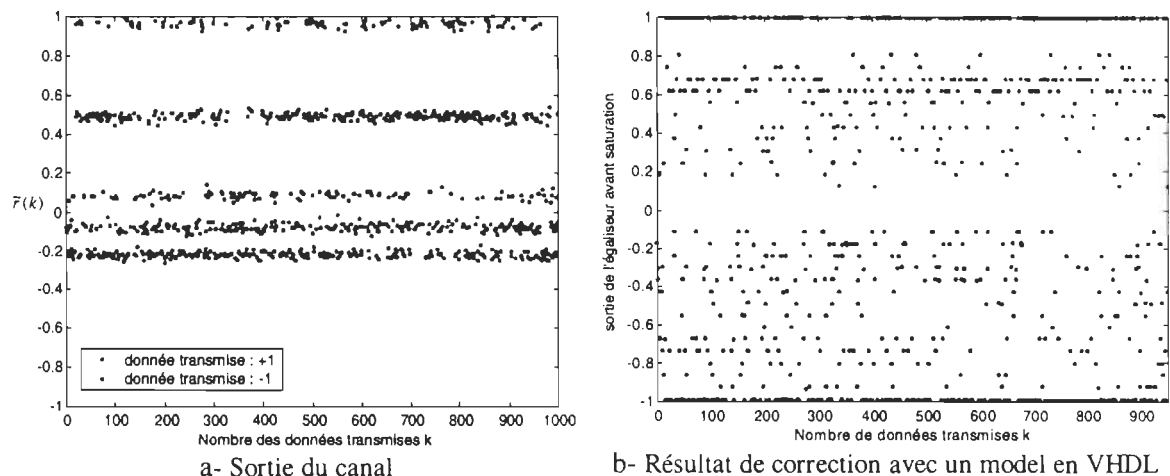 1
0.8
0.6
0.4
0.2
r̃(k)
0
-0.2
-0.4
-0.6
-0.8
-1
donnée transmise : +1
donnée transmise : -1
0 100 200 300 400 500 600 700 800 900 1000
Nombre des données transmises k
a- Sortie du canal
1
0.8
0.6
0.4
0.2
0
-0.2
-0.4
-0.6
-0.8
-1
sortie de l'égaliseur avant saturation
0 100 200 300 400 500 600 700 800 900
Nombre de données transmises k
b- Résultat de correction avec un model en VHDL